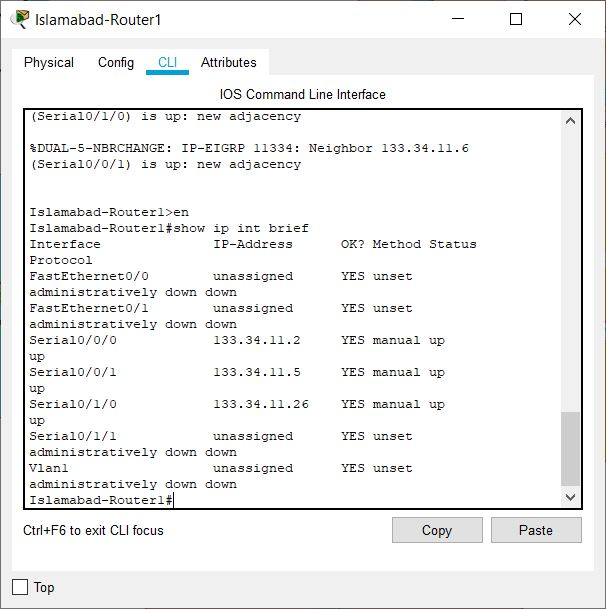 Islamabad-Router1
Physical Config CLI Attributes
IOS Command Line Interface
(Serial0/1/0) is up: new adjacency
%DUAL-5-NBRCHANGE: IP-EIGRP 11334: Neighbor 133.34.11.6
(Serial0/0/1) is up: new adjacency
Islamabad-Router1>en
Islamabad-Router1#show ip int brief
Interface IP-Address OK? Method Status
Protocol
FastEthernet0/0 unassigned YES unset
administratively down down
FastEthernet0/1 unassigned YES unset
administratively down down
Serial0/0/0 133.34.11.2 YES manual up
up
Serial0/0/1 133.34.11.5 YES manual up
up
Serial0/1/0 133.34.11.26 YES manual up
up
Serial0/1/1 unassigned YES unset
administratively down down
Vlan1 unassigned YES unset
administratively down down
Islamabad-Router1#
Ctrl+F6 to exit CLI focus Copy Paste
Top